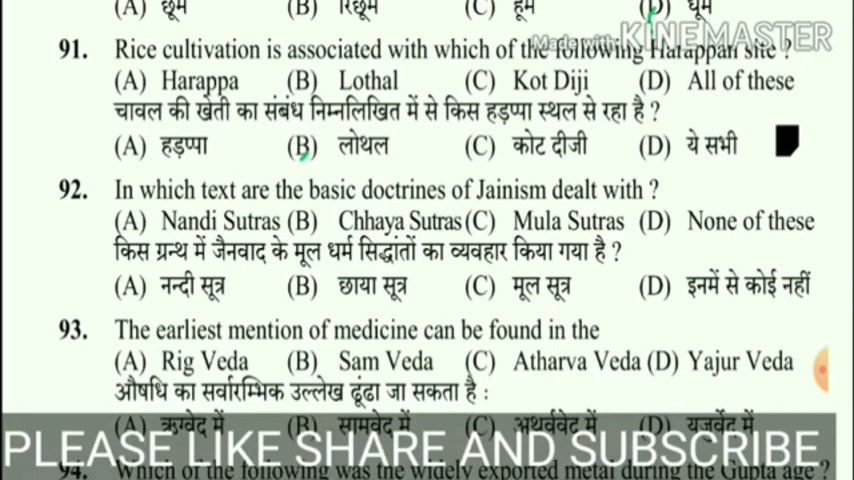 (A) छूम (B) रिछूम (C) हूम (D) धूम
Made with KINEMASTER
91. Rice cultivation is associated with which of the following Harappan site ?
(A) Harappa (B) Lothal (C) Kot Diji (D) All of these
चावल की खेती का संबंध निम्नलिखित में से किस हड़प्पा स्थल से रहा है ?
(A) हड़प्पा (B) लोथल (C) कोट दीजी (D) ये सभी
92. In which text are the basic doctrines of Jainism dealt with ?
(A) Nandi Sutras (B) Chhaya Sutras (C) Mula Sutras (D) None of these
किस ग्रन्थ में जैनवाद के मूल धर्म सिद्धांतों का व्यवहार किया गया है ?
(A) नन्दी सूत्र (B) छाया सूत्र (C) मूल सूत्र (D) इनमें से कोई नहीं
93. The earliest mention of medicine can be found in the
(A) Rig Veda (B) Sam Veda (C) Atharva Veda (D) Yajur Veda
औषधि का सर्वारम्भिक उल्लेख ढूंढा जा सकता है :
(A) ऋग्वेद में (B) सामवेद में (C) अथर्ववेद में (D) यजुर्वेद में
PLEASE LIKE SHARE AND SUBSCRIBE
94. Which of the following was the widely exported metal during the Gupta age ?